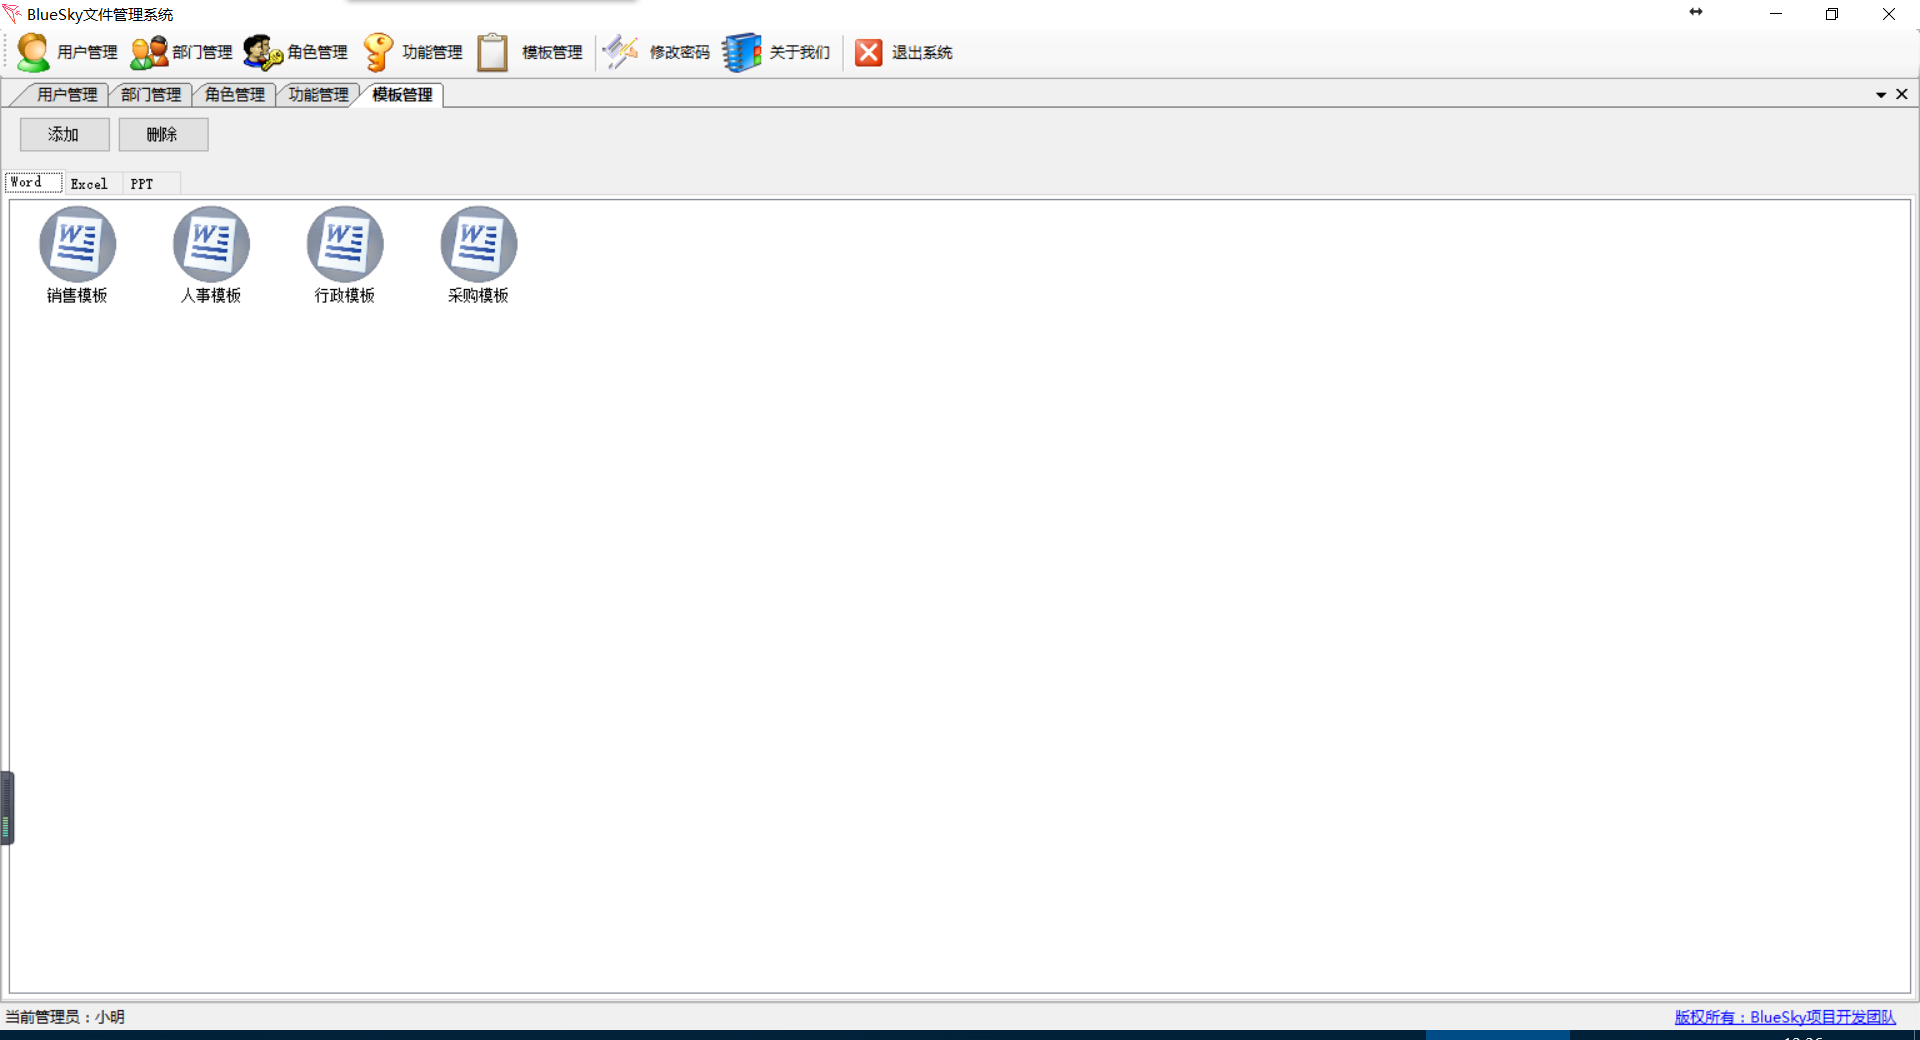 BlueSky文件管理系统
用户管理 部门管理 角色管理 功能管理 模板管理 修改密码 关于我们 退出系统
用户管理 部门管理 角色管理 功能管理 模板管理
添加 删除
Word Excel PPT
销售模板 人事模板 行政模板 采购模板
当前管理员：小明 版权所有：BlueSky项目开发团队